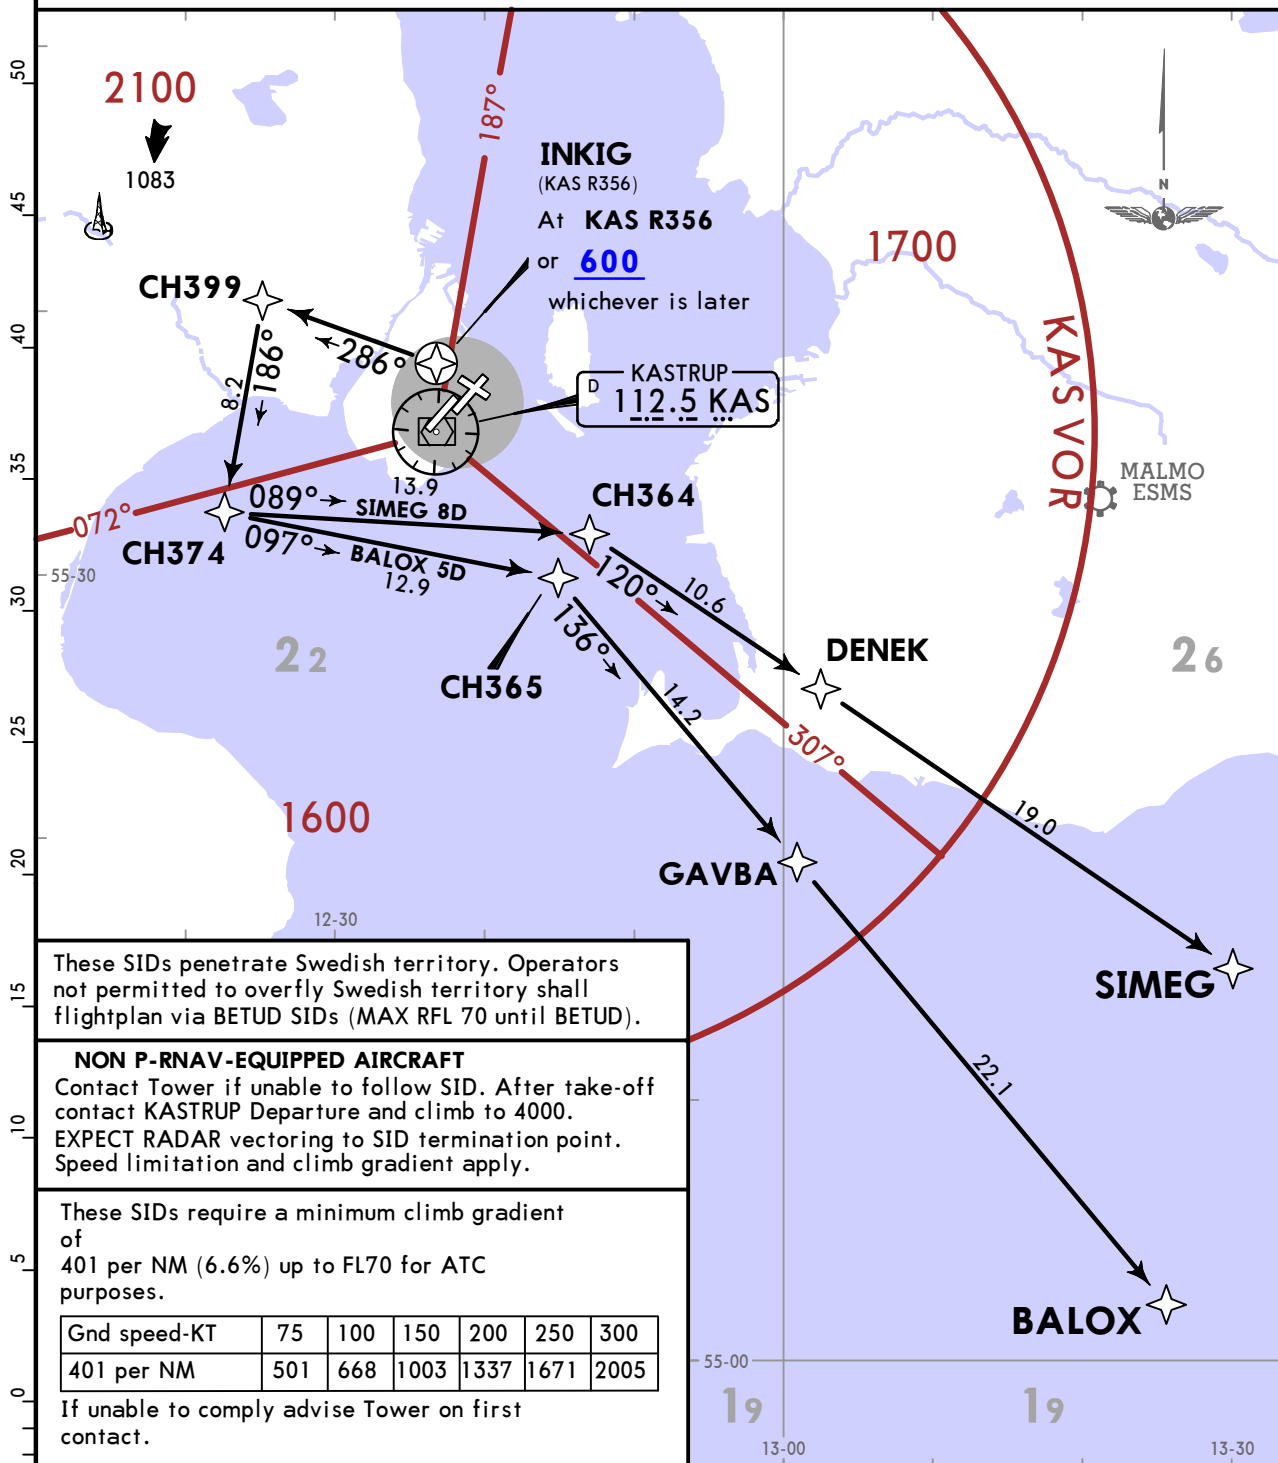 50
45
40
35
30
25
20
15
10
5
0
2100
1083
187°
INKIG
(KAS R356)
At KAS R356
or 600
whichever is later
N
1700
KAS VOR
CH399
286°
186°
8.2
KASTRUP
D
112.5 KAS
MALMO
ESMS
13.9
089°
SIMEG 8D
CH364
072°
CH374
097°
BALOX 5D
12.9
55-30
120°
10.6
136°
CH365
DENEK
22
26
14.2
307°
1600
19.0
GAVBA
12-30
SIMEG
22.1
BALOX
55-00
19
19
13-00
13-30
These SIDs penetrate Swedish territory. Operators
not permitted to overfly Swedish territory shall
flightplan via BETUD SIDs (MAX RFL 70 until BETUD).
NON P-RNAV-EQUIPPED AIRCRAFT
Contact Tower if unable to follow SID. After take-off
contact KASTRUP Departure and climb to 4000.
EXPECT RADAR vectoring to SID termination point.
Speed limitation and climb gradient apply.
These SIDs require a minimum climb gradient
of
401 per NM (6.6%) up to FL70 for ATC
purposes.
Gnd speed-KT 75 100 150 200 250 300
401 per NM 501 668 1003 1337 1671 2005
If unable to comply advise Tower on first
contact.